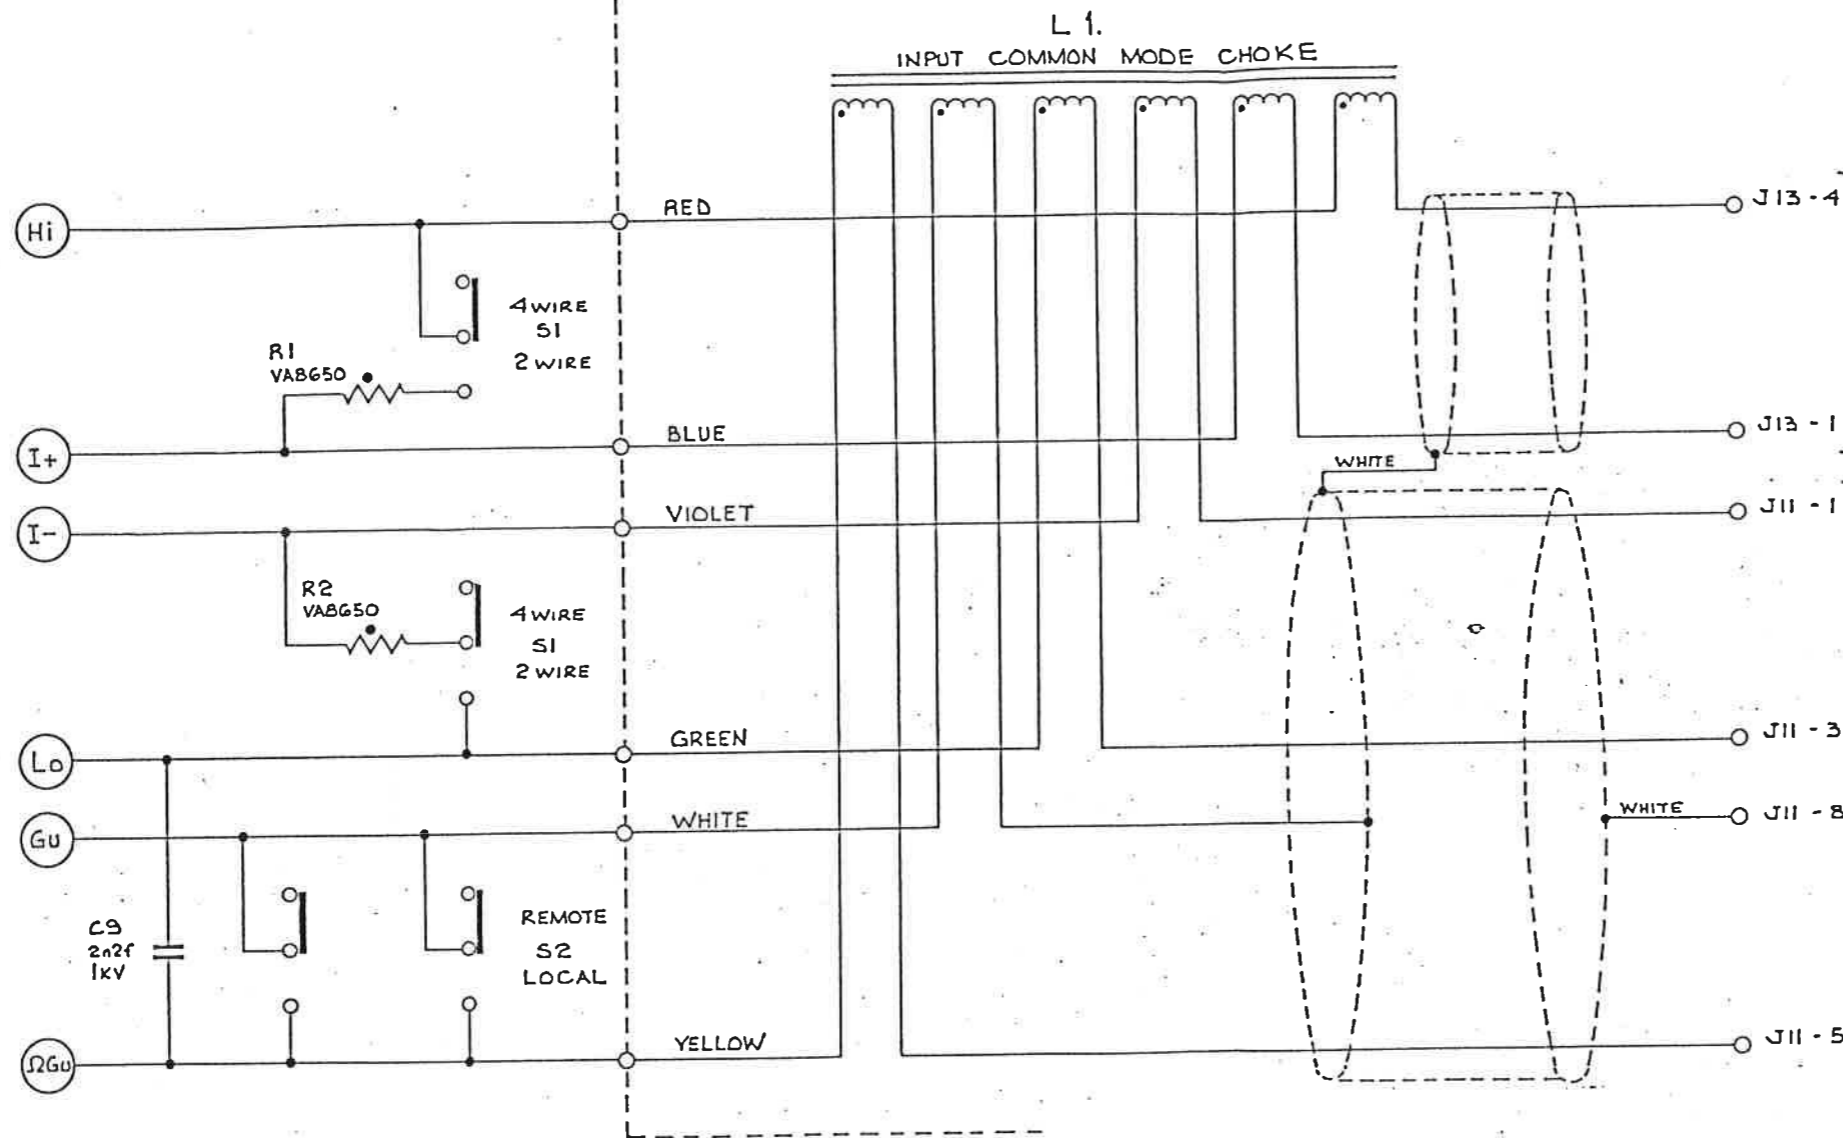 L 1.
INPUT COMMON MODE CHOKE
Hi
RED
J13-4
4 WIRE
S1
2 WIRE
R1
VA8650
I+
BLUE
J13-1
WHITE
I-
VIOLET
J11-1
R2
VA8650
4 WIRE
S1
2 WIRE
Lo
GREEN
J11-3
Gu
WHITE
WHITE
J11-8
C9
2n2f
1kV
REMOTE
S2
LOCAL
ΩGu
YELLOW
J11-5